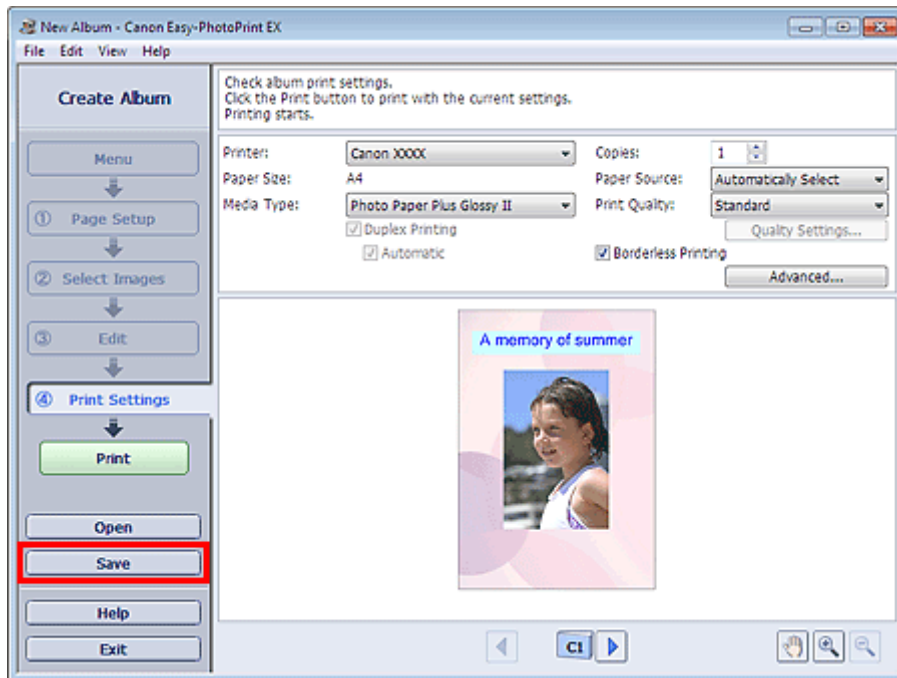 New Album - Canon Easy-PhotoPrint EX
File Edit View Help
Create Album
Menu
① Page Setup
② Select Images
③ Edit
④ Print Settings
Print
Open
Save
Help
Exit
Check album print settings.
Click the Print button to print with the current settings.
Printing starts.
Printer: Canon XXXX Copies: 1
Paper Size: A4 Paper Source: Automatically Select
Media Type: Photo Paper Plus Glossy II Print Quality: Standard
Duplex Printing Quality Settings...
Automatic Borderless Printing
Advanced...
A memory of summer
C1